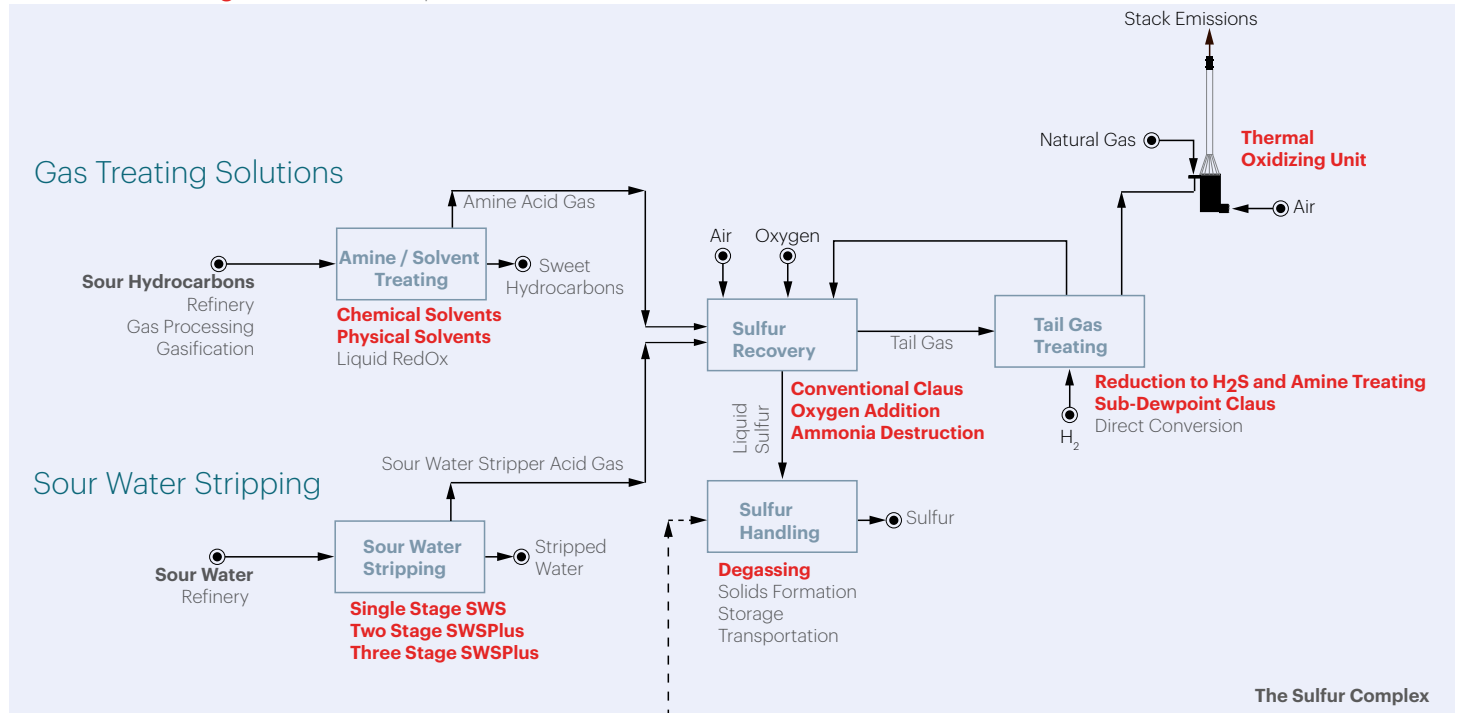 Stack Emissions
Natural Gas
Thermal
Oxidizing Unit
Air
Gas Treating Solutions
Amine Acid Gas
Air
Oxygen
Sour Hydrocarbons
Refinery
Gas Processing
Gasification
Amine / Solvent
Treating
Sweet
Hydrocarbons
Chemical Solvents
Physical Solvents
Liquid RedOx
Sulfur
Recovery
Tail Gas
Tail Gas
Treating
Conventional Claus
Oxygen Addition
Ammonia Destruction
Liquid
Sulfur
H2
Reduction to H2S and Amine Treating
Sub-Dewpoint Claus
Direct Conversion
Sour Water Stripper Acid Gas
Sour Water Stripping
Sour Water
Refinery
Sour Water
Stripping
Stripped
Water
Single Stage SWS
Two Stage SWSPlus
Three Stage SWSPlus
Sulfur
Handling
Sulfur
Degassing
Solids Formation
Storage
Transportation
The Sulfur Complex